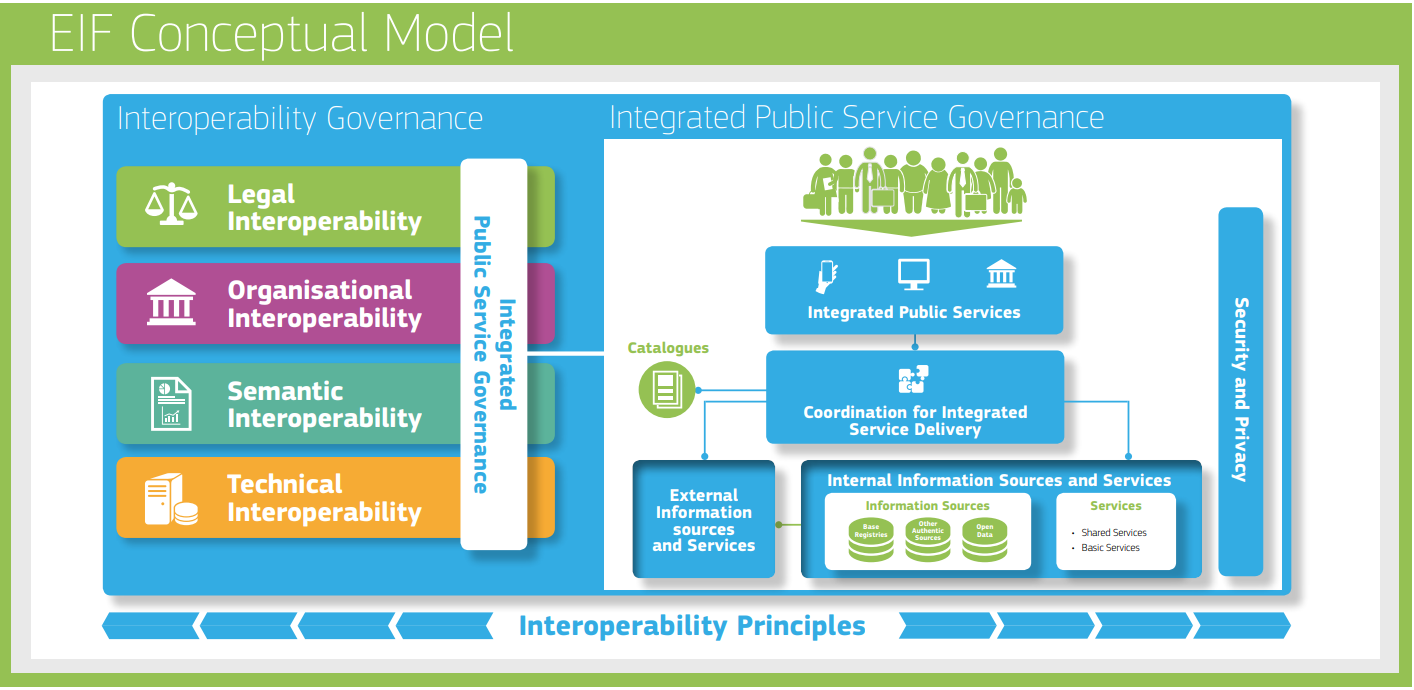 EIF Conceptual Model
Interoperability Governance
Legal
Interoperability
Organisational
Interoperability
Semantic
Interoperability
Technical
Interoperability
Integrated
Public Service Governance
Integrated Public Service Governance
Integrated Public Services
Catalogues
Coordination for Integrated
Service Delivery
External
Information
sources
and Services
Internal Information Sources and Services
Information Sources
Base
Registries
Other
Authentic
Sources
Open
Data
Services
• Shared Services
• Basic Services
Security and Privacy
Interoperability Principles